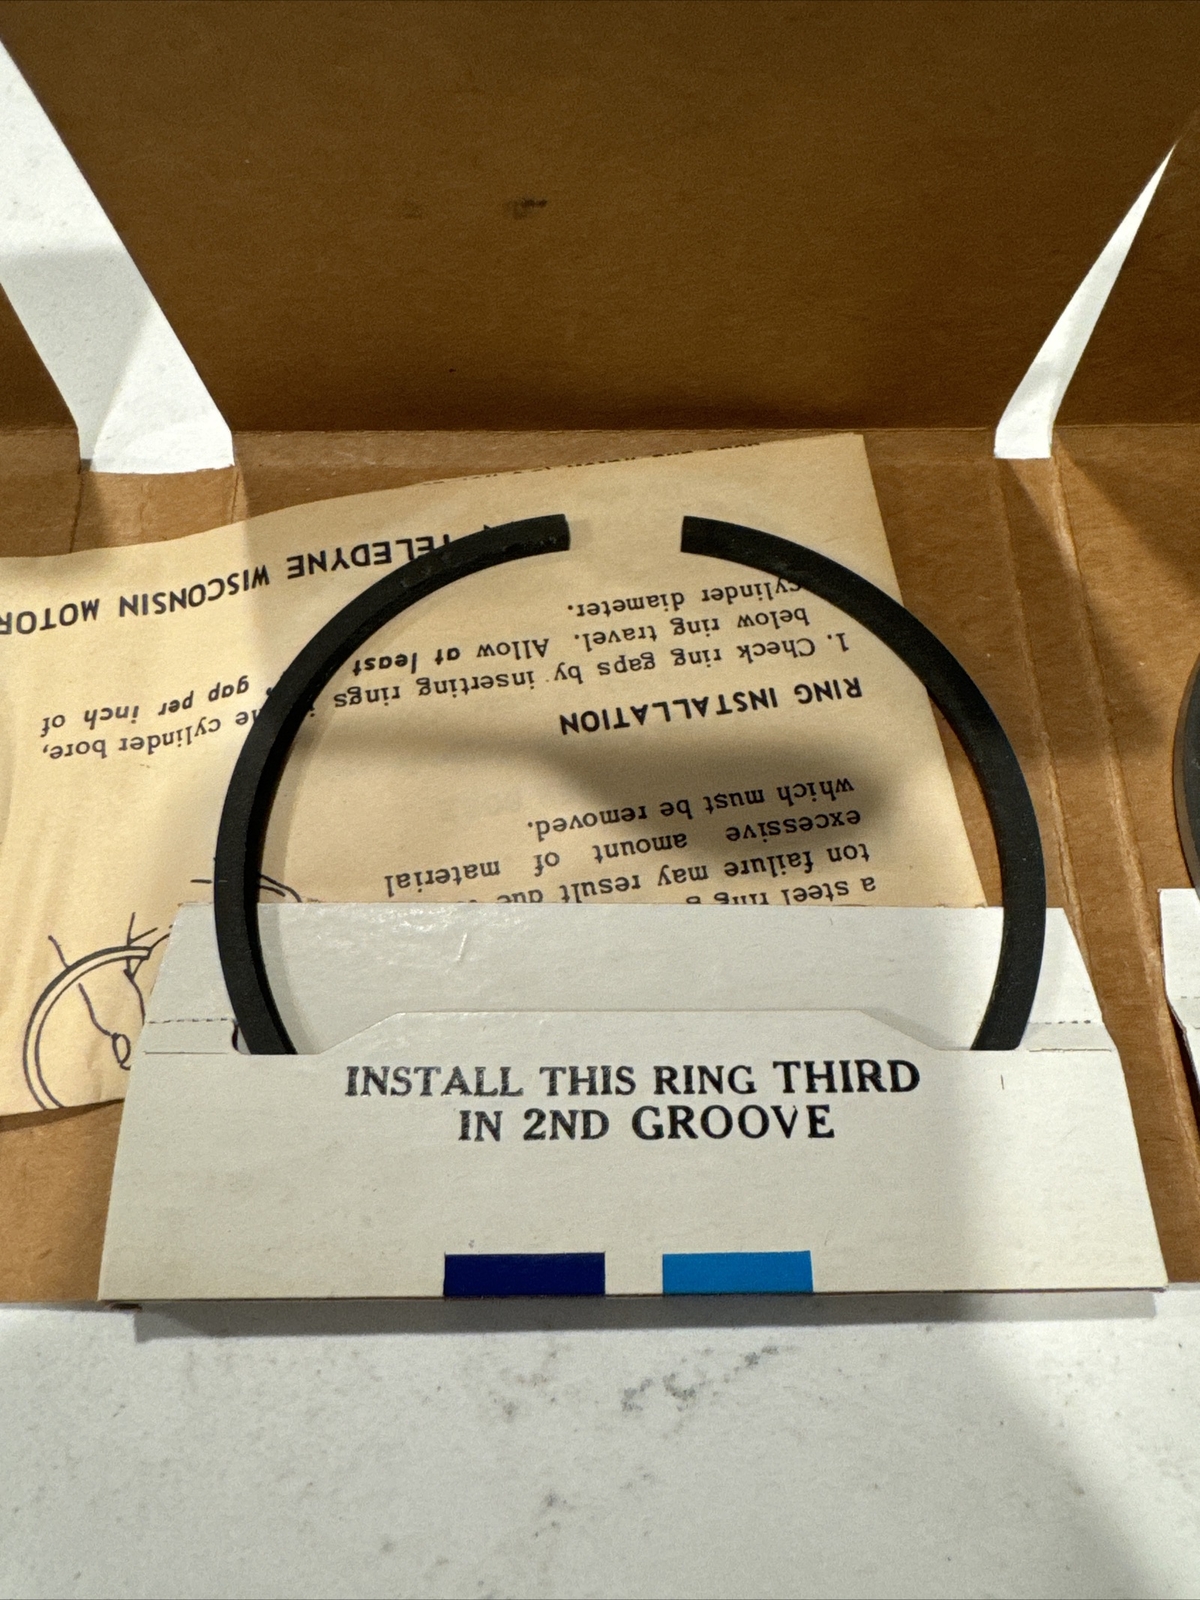 INSTALL THIS RING THIRD
IN 2ND GROOVE
a steel ring
ton failure may result due
excessive amount of material
which must be removed.
RING INSTALLATION
1. Check ring gaps by inserting rings cylinder bore,
below ring travel. Allow at least gap per inch of
cylinder diameter.
TELEDYNE WISCONSIN MOTOR